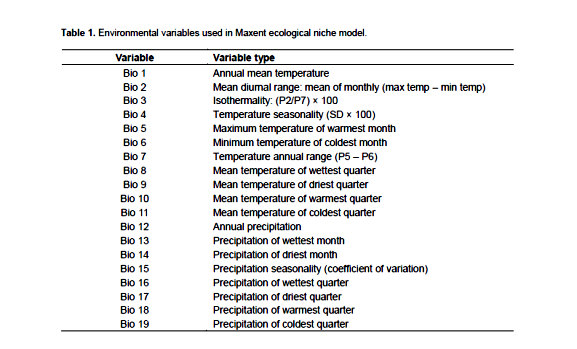 Table 1. Environmental variables used in Maxent ecological niche model.
Variable Variable type
Bio 1 Annual mean temperature
Bio 2 Mean diurnal range: mean of monthly (max temp – min temp)
Bio 3 Isothermality: (P2/P7) × 100
Bio 4 Temperature seasonality (SD × 100)
Bio 5 Maximum temperature of warmest month
Bio 6 Minimum temperature of coldest month
Bio 7 Temperature annual range (P5 – P6)
Bio 8 Mean temperature of wettest quarter
Bio 9 Mean temperature of driest quarter
Bio 10 Mean temperature of warmest quarter
Bio 11 Mean temperature of coldest quarter
Bio 12 Annual precipitation
Bio 13 Precipitation of wettest month
Bio 14 Precipitation of driest month
Bio 15 Precipitation seasonality (coefficient of variation)
Bio 16 Precipitation of wettest quarter
Bio 17 Precipitation of driest quarter
Bio 18 Precipitation of warmest quarter
Bio 19 Precipitation of coldest quarter